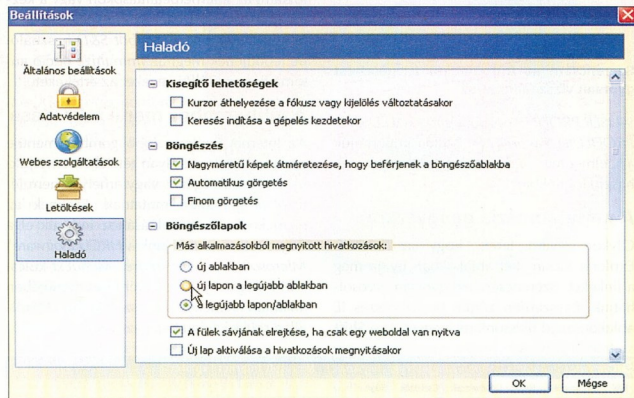 Beállítások
Általános beállítások
Adatvédelem
Webes szolgáltatások
Letöltések
Haladó
Haladó
Kisegítő lehetőségek
Kurzor áthelyezése a fókusz vagy kijelölés változtatásakor
Keresés indítása a gépelés kezdetekor
Böngészés
Nagyméretű képek átméretezése, hogy beférjenek a böngészőablakba
Automatikus görgetés
Finom görgetés
Böngészőlapok
Más alkalmazásokból megnyitott hivatkozások:
új ablakban
új lapon a legújabb ablakban
a legújabb lapon/ablakban
A fülek sávjának elrejtése, ha csak egy weboldal van nyitva
Új lap aktiválása a hivatkozások megnyitásakor
OK Mégse